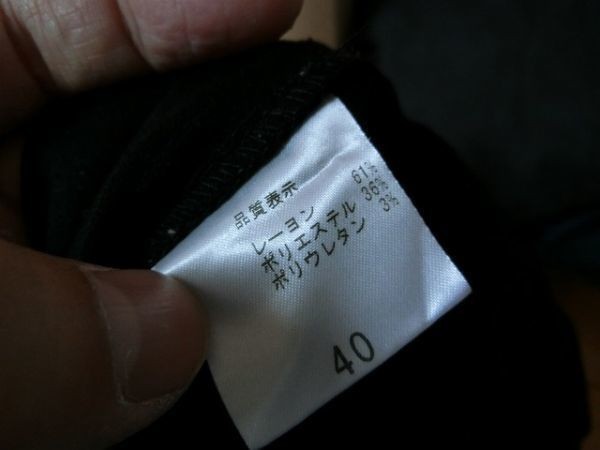 品質表示
レーヨン 61%
ポリエステル 36%
ポリウレタン 3%
40